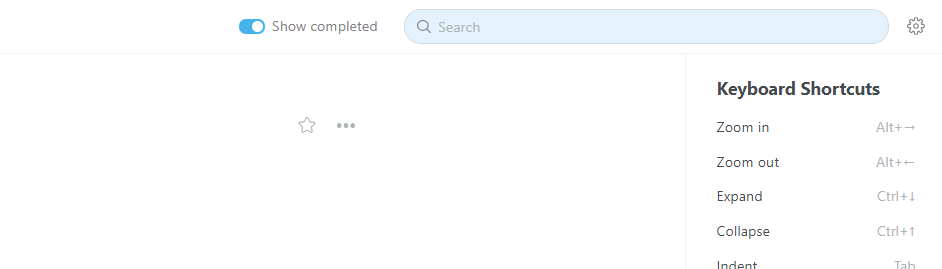 Show completed
Search
Keyboard Shortcuts
Zoom in Alt+→
Zoom out Alt+←
Expand Ctrl+↓
Collapse Ctrl+↑
Indent Tab